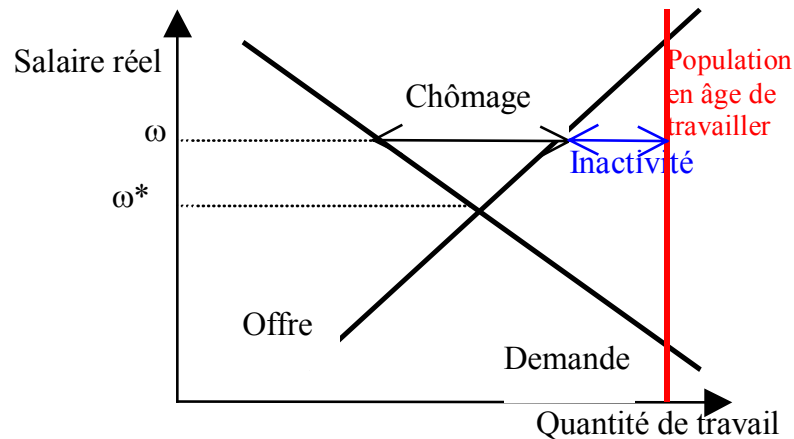 Salaire réel
Population
en âge de
travailler
Chômage
ω
Inactivité
ω*
Offre
Demande
Quantité de travail